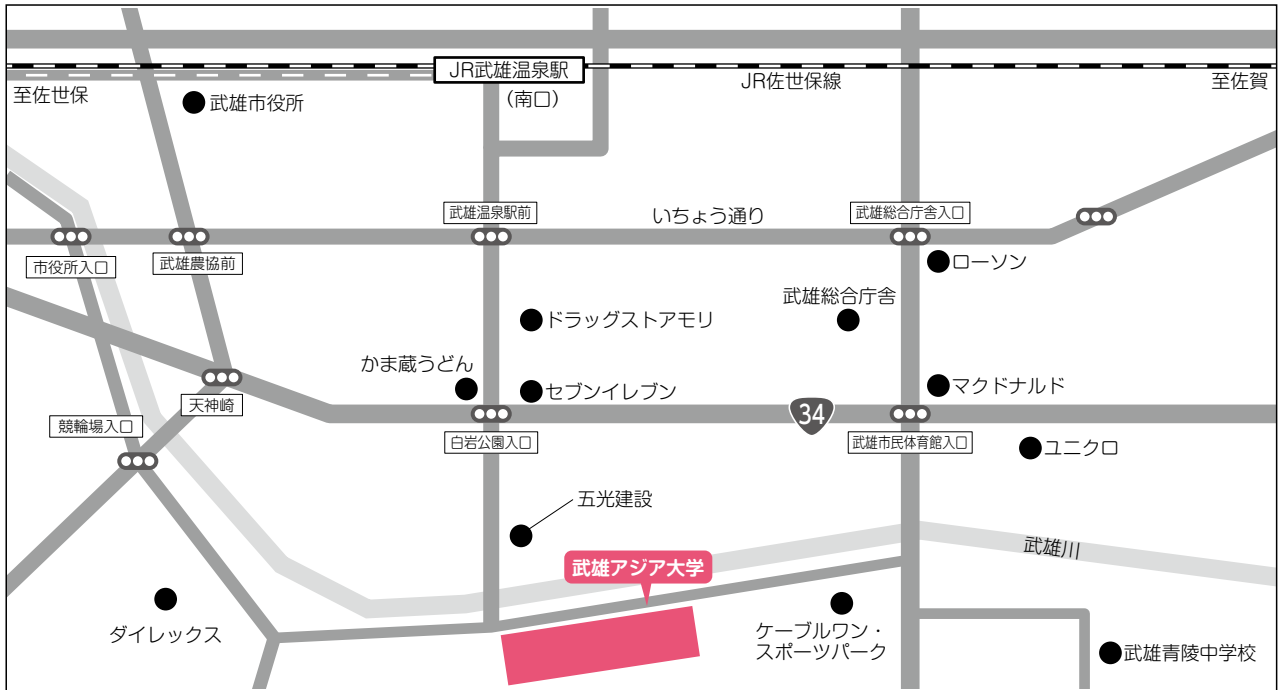 JR武雄温泉駅
(南口)
JR佐世保線
至佐世保
至佐賀
武雄市役所
武雄温泉駅前
いちょう通り
武雄総合庁舎入口
市役所入口
武雄農協前
ローソン
武雄総合庁舎
ドラッグストアモリ
かま蔵うどん
セブンイレブン
マクドナルド
天神崎
34
競輪場入口
白岩公園入口
武雄市民体育館入口
ユニクロ
五光建設
武雄川
武雄アジア大学
ダイレックス
ケーブルワン・
スポーツパーク
武雄青陵中学校